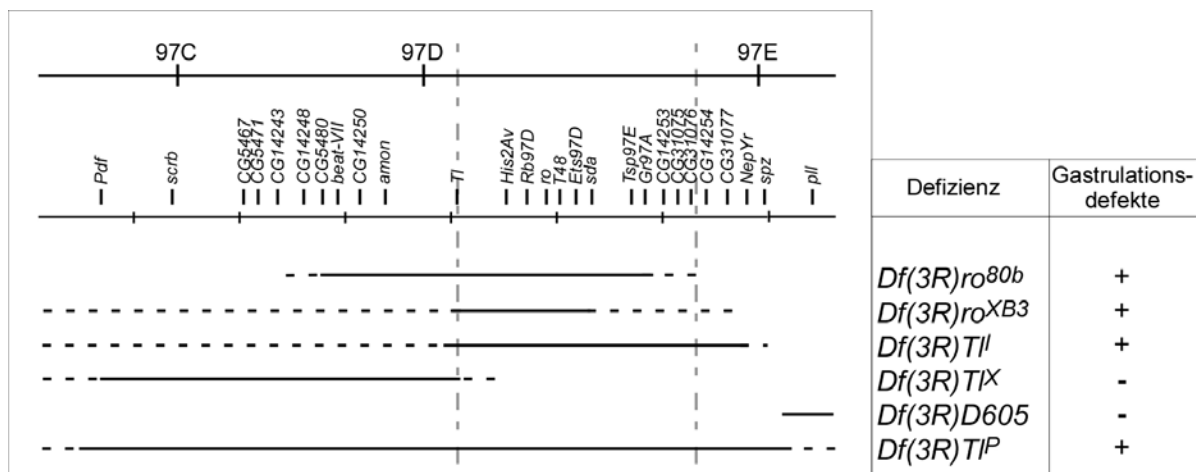 97C 97D 97E
Pdf
scrb
CG5467
CG5471
CG14243
CG14248
CG5480
beat-VII
CG14250
amon
Tl
His2Av
Rb97D
ro
T48
Ets97D
sda
Tsp97E
Gr97A
CG14253
CG31075
CG31076
CG14254
CG31077
NepYr
spz
pll
Defizienz
Gastrulations-
defekte
Df(3R)ro80b +
Df(3R)roXB3 +
Df(3R)TlI +
Df(3R)TlX -
Df(3R)D605 -
Df(3R)TlP +